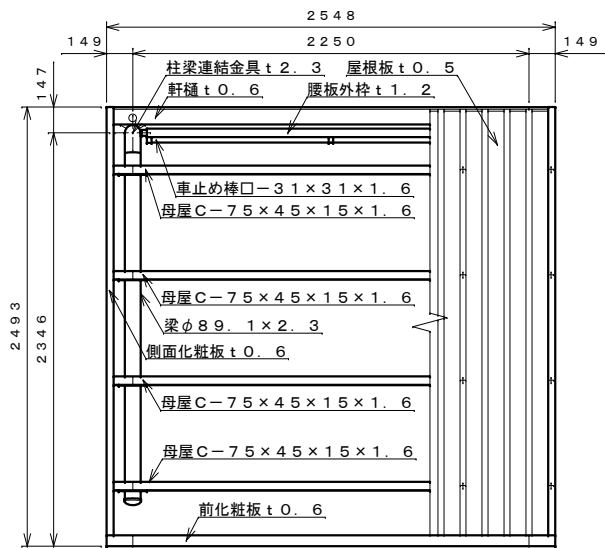 2548
149
2250
149
147
柱梁連結金具t2.3
屋根板t0.5
軒樋t0.6
腰板外枠t1.2
車止め棒口−31×31×1.6
母屋C−75×45×15×1.6
2493
2346
母屋C−75×45×15×1.6
梁φ89.1×2.3
側面化粧板t0.6
母屋C−75×45×15×1.6
母屋C−75×45×15×1.6
前化粧板t0.6